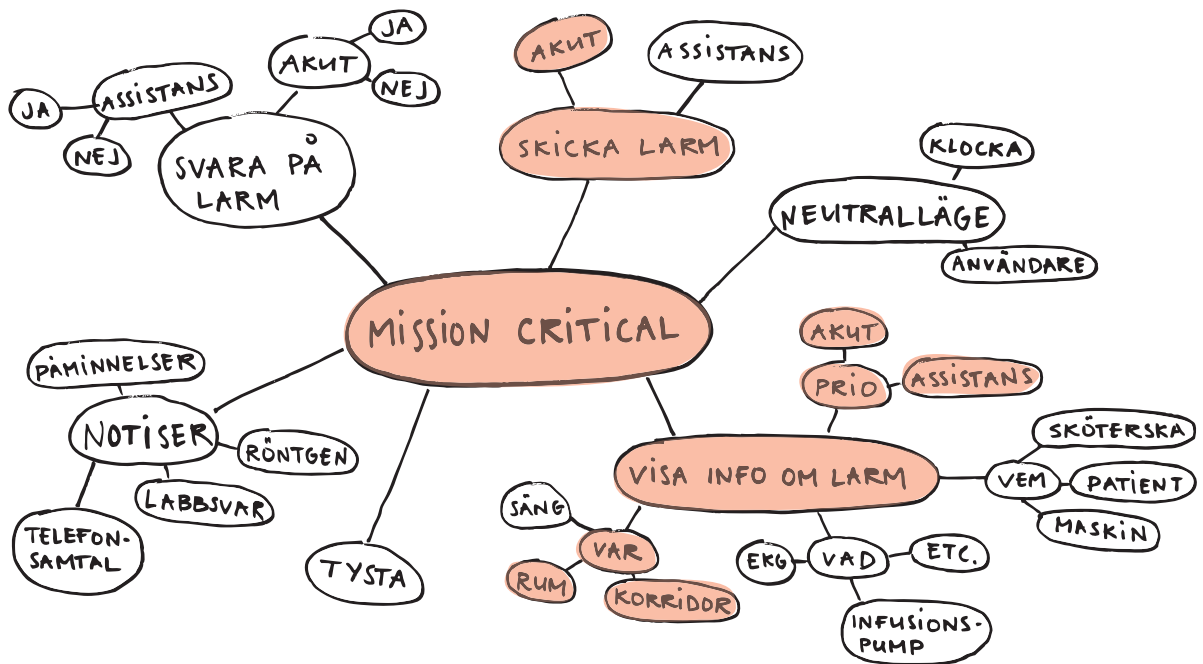 JA
AKUT
NEJ
ASSISTANS
JA
NEJ
SVARA PÅ
LARM
AKUT
ASSISTANS
SKICKA LARM
KLOCKA
NEUTRALLÄGE
ANVÄNDARE
MISSION CRITICAL
PÅMINNELSER
NOTISER
RÖNTGEN
LABBSVAR
TELEFON-
SAMTAL
TYSTA
AKUT
PRIO
ASSISTANS
VISA INFO OM LARM
SKÖTERSKA
VEM
PATIENT
MASKIN
SÄNG
VAR
RUM
KORRIDOR
EKG
VAD
ETC.
INFUSIONS-
PUMP